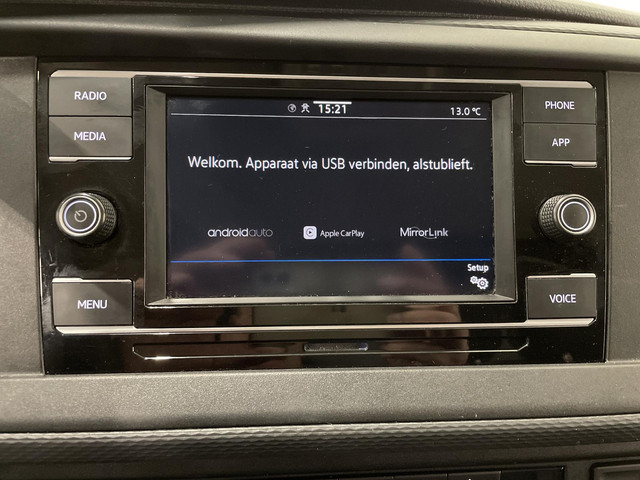 RADIO
MEDIA
MENU
15:21
13.0 °C
Welkom. Apparaat via USB verbinden, alstublieft.
androidauto
Apple CarPlay
MirrorLink
Setup
PHONE
APP
VOICE